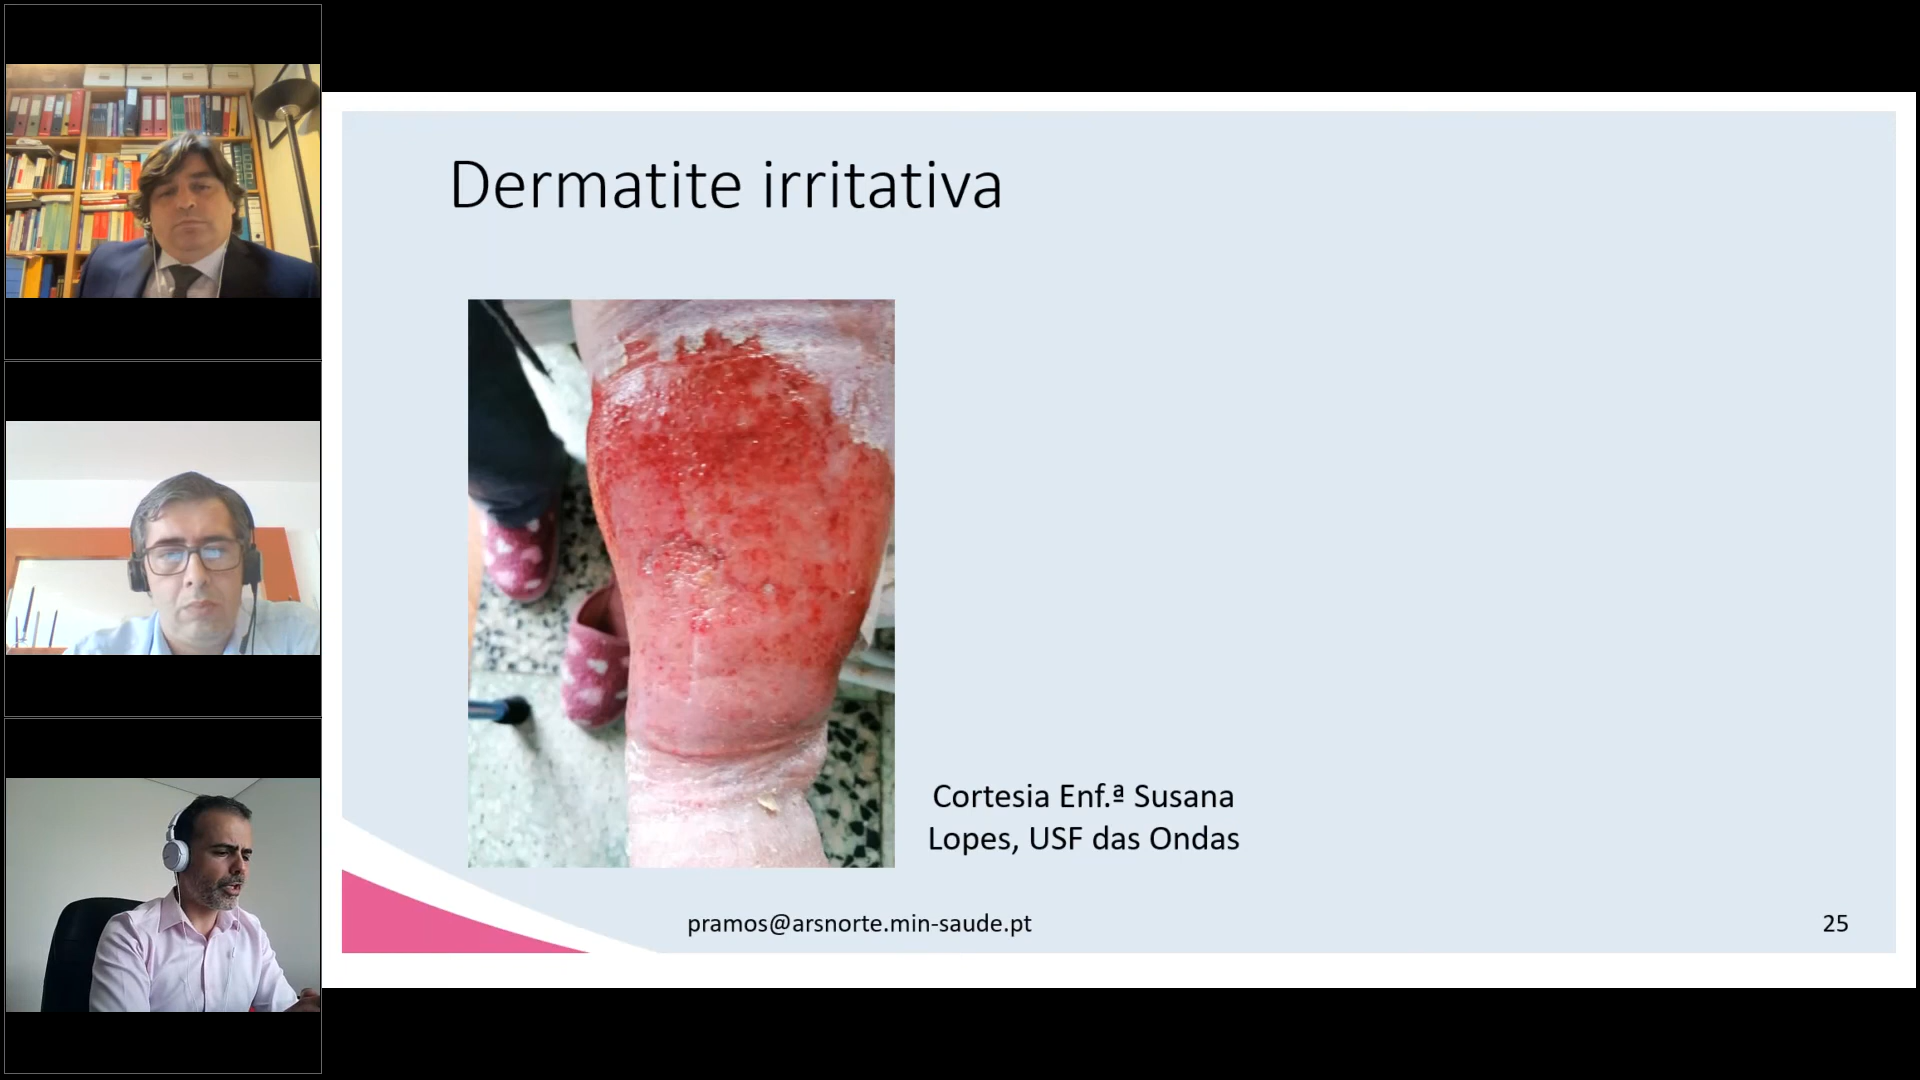 Dermatite irritativa
Cortesia Enf.ª Susana
Lopes, USF das Ondas
pramos@arsnorte.min-saude.pt
25